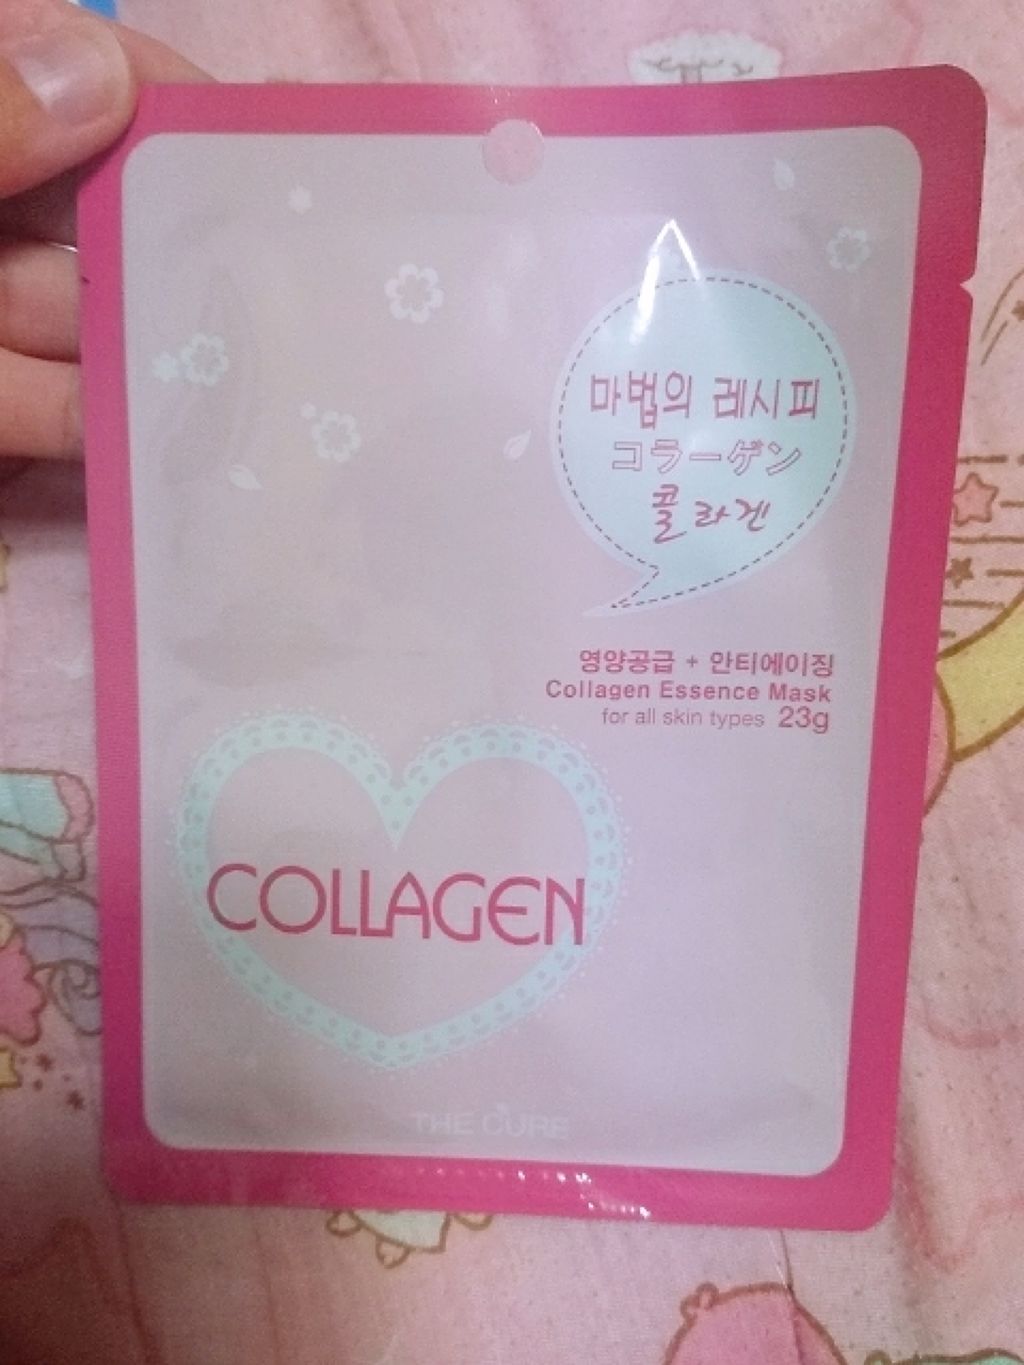 마법의 레시피
コラーゲン
콜라겐
영양공급 + 안티에이징
Collagen Essence Mask
for all skin types 23g
COLLAGEN
THE CURE